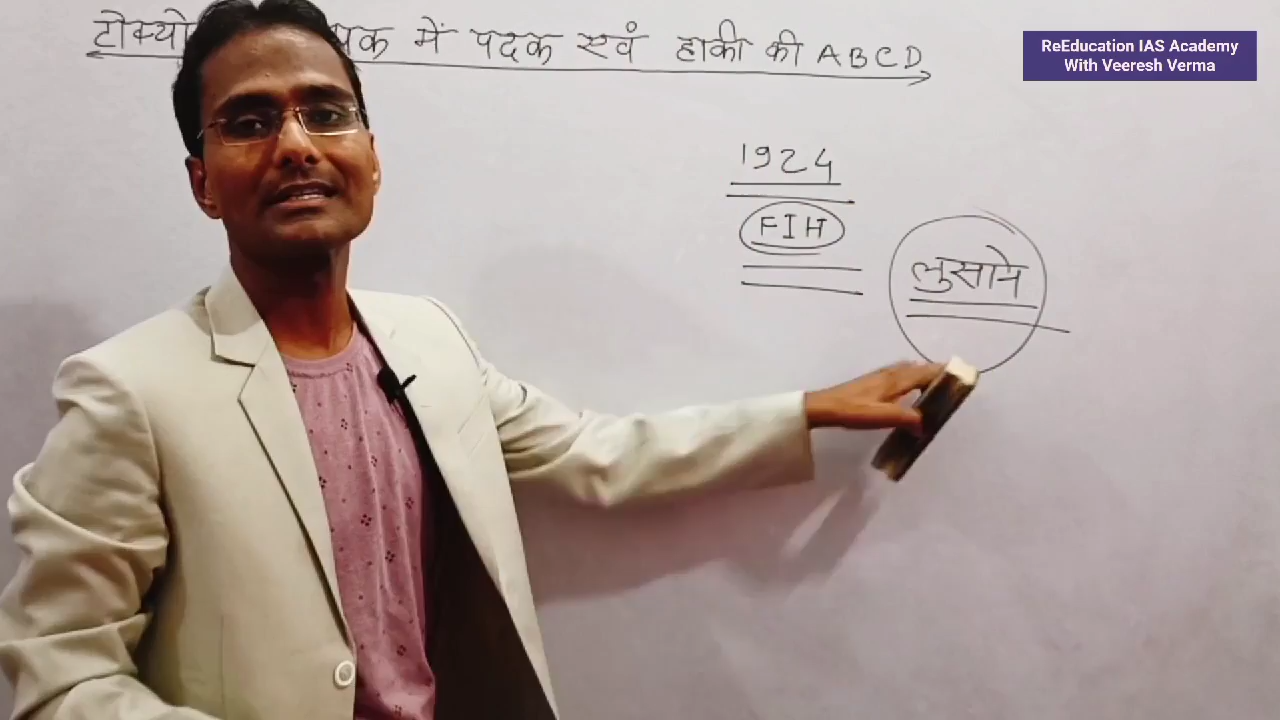 टोक्यो में पदक एवं हाकी की ABCD
ReEducation IAS Academy
With Veeresh Verma
1924
FIH
लुसाने